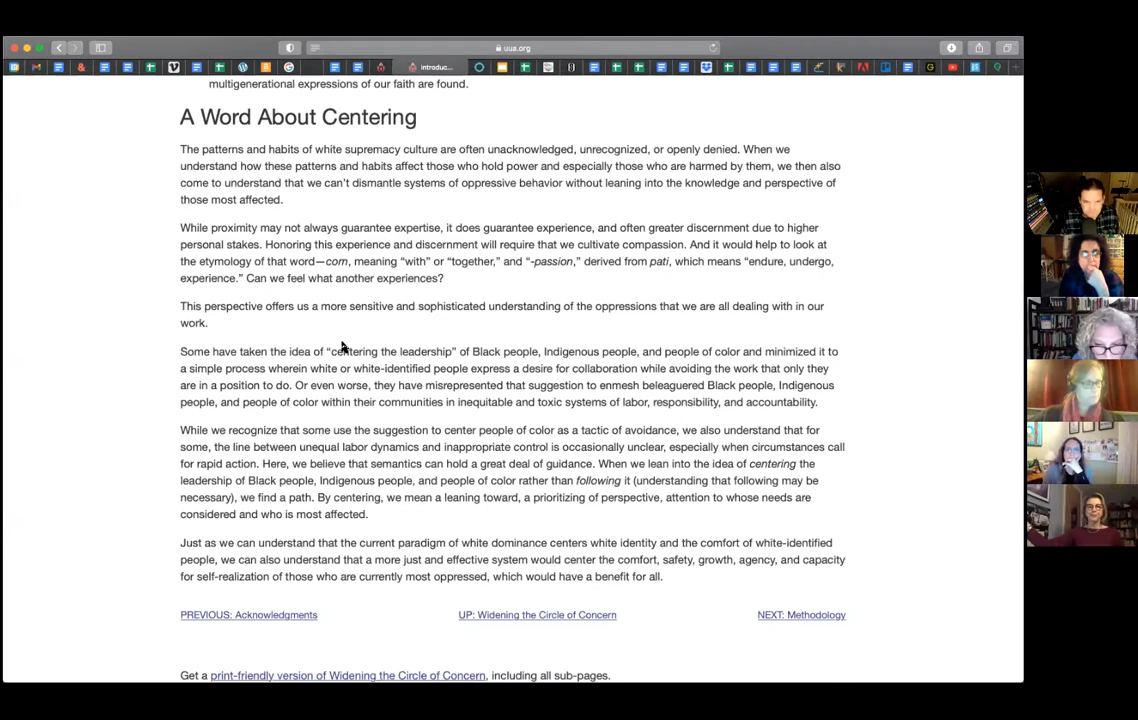 uua.org
introduc...
multigenerational expressions of our faith are found.
A Word About Centering
The patterns and habits of white supremacy culture are often unacknowledged, unrecognized, or openly denied. When we
understand how these patterns and habits affect those who hold power and especially those who are harmed by them, we then also
come to understand that we can't dismantle systems of oppressive behavior without leaning into the knowledge and perspective of
those most affected.
While proximity may not always guarantee expertise, it does guarantee experience, and often greater discernment due to higher
personal stakes. Honoring this experience and discernment will require that we cultivate compassion. And it would help to look at
the etymology of that word—com, meaning “with” or “together,” and “-passion,” derived from pati, which means “endure, undergo,
experience.” Can we feel what another experiences?
This perspective offers us a more sensitive and sophisticated understanding of the oppressions that we are all dealing with in our
work.
Some have taken the idea of “centering the leadership” of Black people, Indigenous people, and people of color and minimized it to
a simple process wherein white or white-identified people express a desire for collaboration while avoiding the work that only they
are in a position to do. Or even worse, they have misrepresented that suggestion to enmesh beleaguered Black people, Indigenous
people, and people of color within their communities in inequitable and toxic systems of labor, responsibility, and accountability.
While we recognize that some use the suggestion to center people of color as a tactic of avoidance, we also understand that for
some, the line between unequal labor dynamics and inappropriate control is occasionally unclear, especially when circumstances call
for rapid action. Here, we believe that semantics can hold a great deal of guidance. When we lean into the idea of centering the
leadership of Black people, Indigenous people, and people of color rather than following it (understanding that following may be
necessary), we find a path. By centering, we mean a leaning toward, a prioritizing of perspective, attention to whose needs are
considered and who is most affected.
Just as we can understand that the current paradigm of white dominance centers white identity and the comfort of white-identified
people, we can also understand that a more just and effective system would center the comfort, safety, growth, agency, and capacity
for self-realization of those who are currently most oppressed, which would have a benefit for all.
PREVIOUS: Acknowledgments UP: Widening the Circle of Concern NEXT: Methodology
Get a print-friendly version of Widening the Circle of Concern, including all sub-pages.